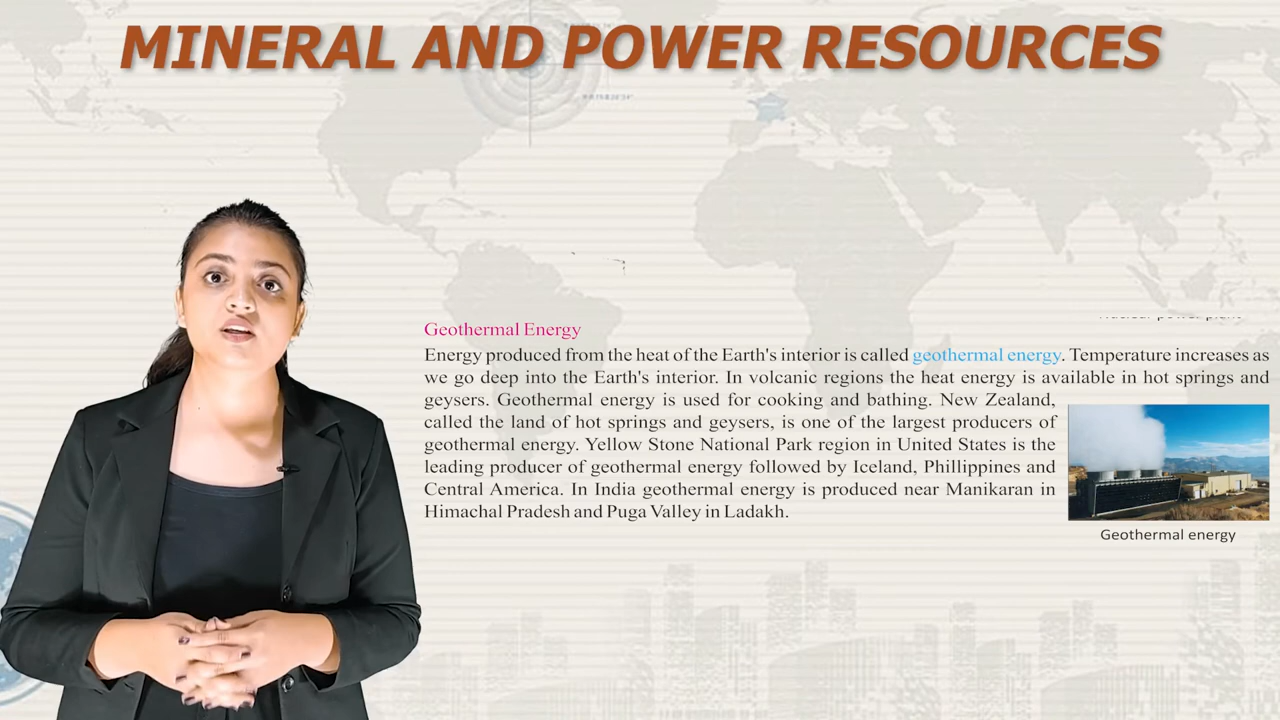 MINERAL AND POWER RESOURCES
Geothermal Energy
Energy produced from the heat of the Earth's interior is called geothermal energy. Temperature increases as
we go deep into the Earth's interior. In volcanic regions the heat energy is available in hot springs and
geysers. Geothermal energy is used for cooking and bathing. New Zealand,
called the land of hot springs and geysers, is one of the largest producers of
geothermal energy. Yellow Stone National Park region in United States is the
leading producer of geothermal energy followed by Iceland, Phillippines and
Central America. In India geothermal energy is produced near Manikaran in
Himachal Pradesh and Puga Valley in Ladakh.
Geothermal energy